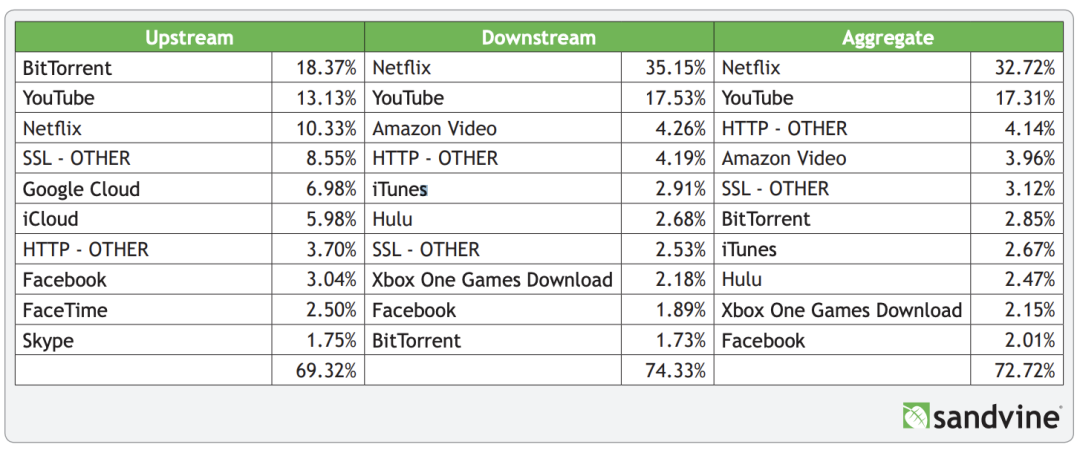 Upstream Downstream Aggregate
BitTorrent 18.37% Netflix 35.15% Netflix 32.72%
YouTube 13.13% YouTube 17.53% YouTube 17.31%
Netflix 10.33% Amazon Video 4.26% HTTP - OTHER 4.14%
SSL - OTHER 8.55% HTTP - OTHER 4.19% Amazon Video 3.96%
Google Cloud 6.98% iTunes 2.91% SSL - OTHER 3.12%
iCloud 5.98% Hulu 2.68% BitTorrent 2.85%
HTTP - OTHER 3.70% SSL - OTHER 2.53% iTunes 2.67%
Facebook 3.04% Xbox One Games Download 2.18% Hulu 2.47%
FaceTime 2.50% Facebook 1.89% Xbox One Games Download 2.15%
Skype 1.75% BitTorrent 1.73% Facebook 2.01%
69.32% 74.33% 72.72%
sandvine